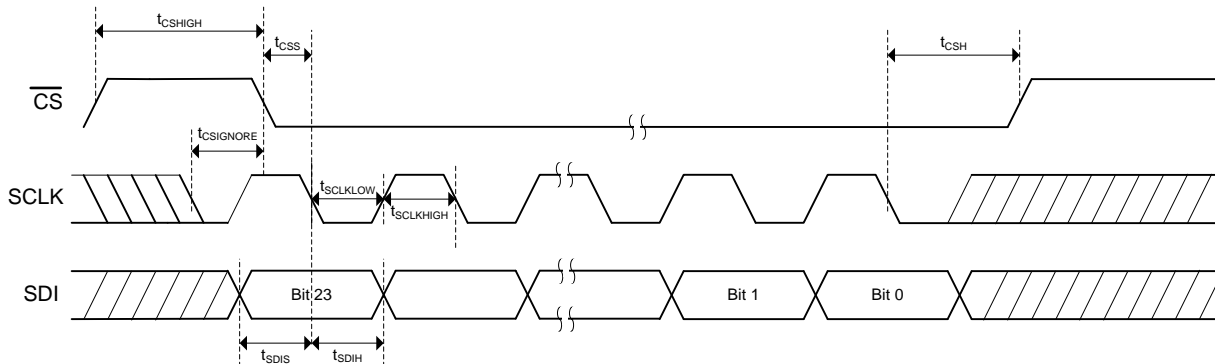 tCSHIGH
tCSS
tCSH
CS
tCSIGNORE
SCLK
tSCLKLOW
tSCLKHIGH
SDI
Bit 23
Bit 1
Bit 0
tSDIS
tSDIH